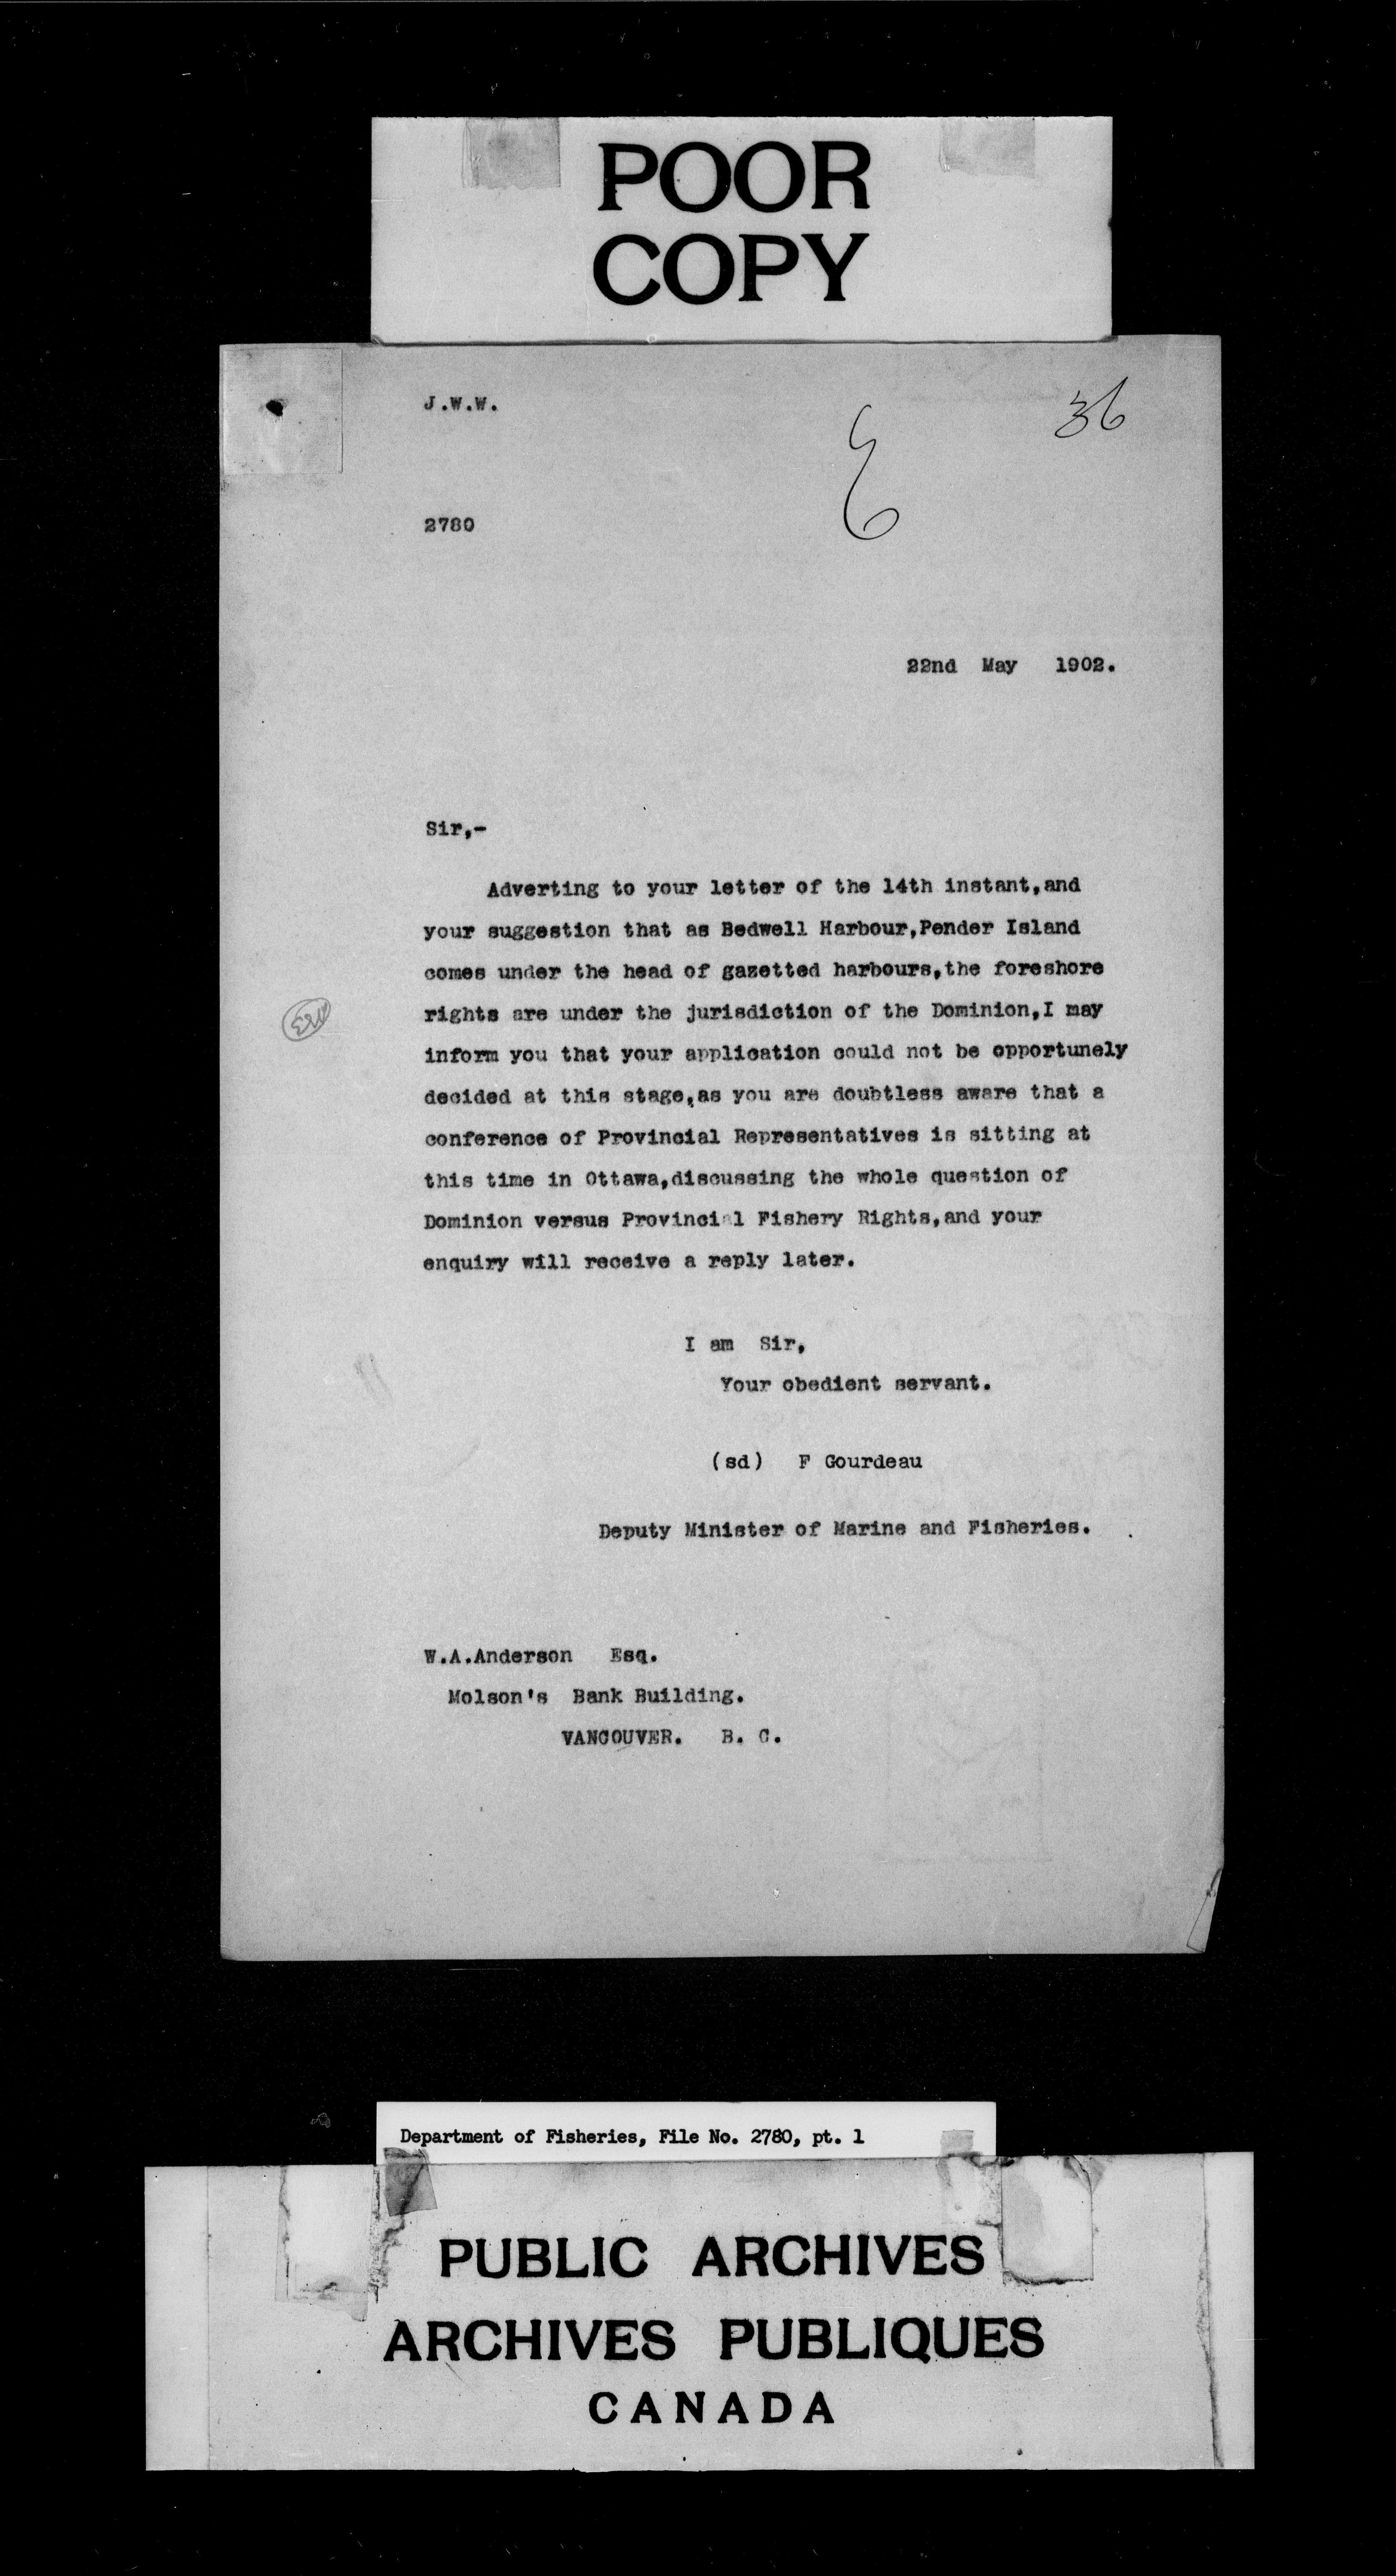 POOR
COPY
J.W.W.
36
2780
22nd May 1902.
Sir,-
Adverting to your letter of the 14th instant,and
your suggestion that as Bedwell Harbour,Pender Island
comes under the head of gazetted harbours,the foreshore
rights are under the jurisdiction of the Dominion,I may
inform you that your application could not be opportunely
decided at this stage,as you are doubtless aware that a
conference of Provincial Representatives is sitting at
this time in Ottawa,discussing the whole question of
Dominion versus Provincial Fishery Rights,and your
enquiry will receive a reply later.
I am Sir,
Your obedient servant.
(sd) F Gourdeau
Deputy Minister of Marine and Fisheries.
W.A.Anderson Esq.
Molson's Bank Building.
VANCOUVER. B. C.
Department of Fisheries, File No. 2780, pt. 1
PUBLIC ARCHIVES
ARCHIVES PUBLIQUES
CANADA